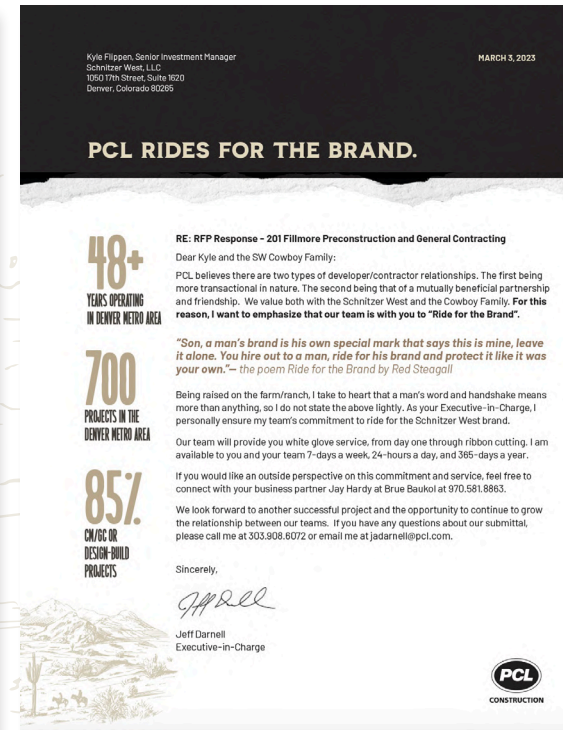 Kyle Flippen, Senior Investment Manager
Schnitzer West, LLC
1050 17th Street, Suite 1620
Denver, Colorado 80265
MARCH 3, 2023
PCL RIDES FOR THE BRAND.
48+
YEARS OPERATING
IN DENVER METRO AREA
700
PROJECTS IN THE
DENVER METRO AREA
85%
CM/GC OR
DESIGN-BUILD
PROJECTS
RE: RFP Response - 201 Fillmore Preconstruction and General Contracting
Dear Kyle and the SW Cowboy Family:
PCL believes there are two types of developer/contractor relationships. The first being
more transactional in nature. The second being that of a mutually beneficial partnership
and friendship. We value both with the Schnitzer West and the Cowboy Family. For this
reason, I want to emphasize that our team is with you to “Ride for the Brand”.
“Son, a man’s brand is his own special mark that says this is mine, leave
it alone. You hire out to a man, ride for his brand and protect it like it was
your own.”— the poem Ride for the Brand by Red Steagall
Being raised on the farm/ranch, I take to heart that a man’s word and handshake means
more than anything, so I do not state the above lightly. As your Executive-in-Charge, I
personally ensure my team’s commitment to ride for the Schnitzer West brand.
Our team will provide you white glove service, from day one through ribbon cutting. I am
available to you and your team 7-days a week, 24-hours a day, and 365-days a year.
If you would like an outside perspective on this commitment and service, feel free to
connect with your business partner Jay Hardy at Brue Baukol at 970.581.8863.
We look forward to another successful project and the opportunity to continue to grow
the relationship between our teams. If you have any questions about our submittal,
please call me at 303.908.6072 or email me at jadarnell@pcl.com.
Sincerely,
Jeff Darnell
Executive-in-Charge
PCL
CONSTRUCTION